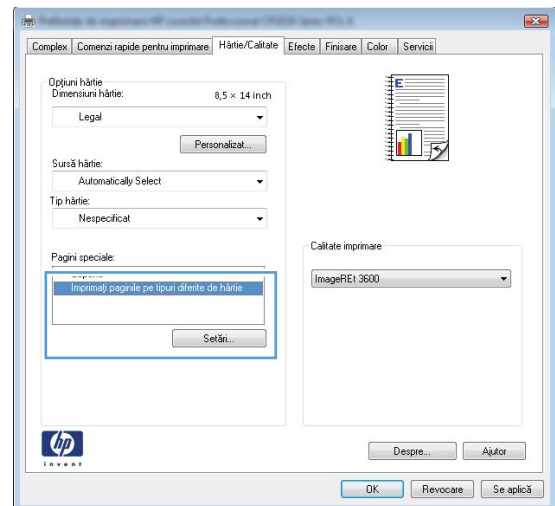 Complex Comenzi rapide pentru imprimare Hârtie/Calitate Efecte Finisare Color Servicii
Opţiuni hârtie
Dimensiuni hârtie: 8,5 × 14 inch
Legal
Personalizat...
Sursă hârtie:
Automatically Select
Tip hârtie:
Nespecificat
Pagini speciale:
Imprimaţi paginile pe tipuri diferite de hârtie
Setări...
E
Calitate imprimare
ImageREt 3600
hp
invent
Despre... Ajutor
OK Revocare Se aplică